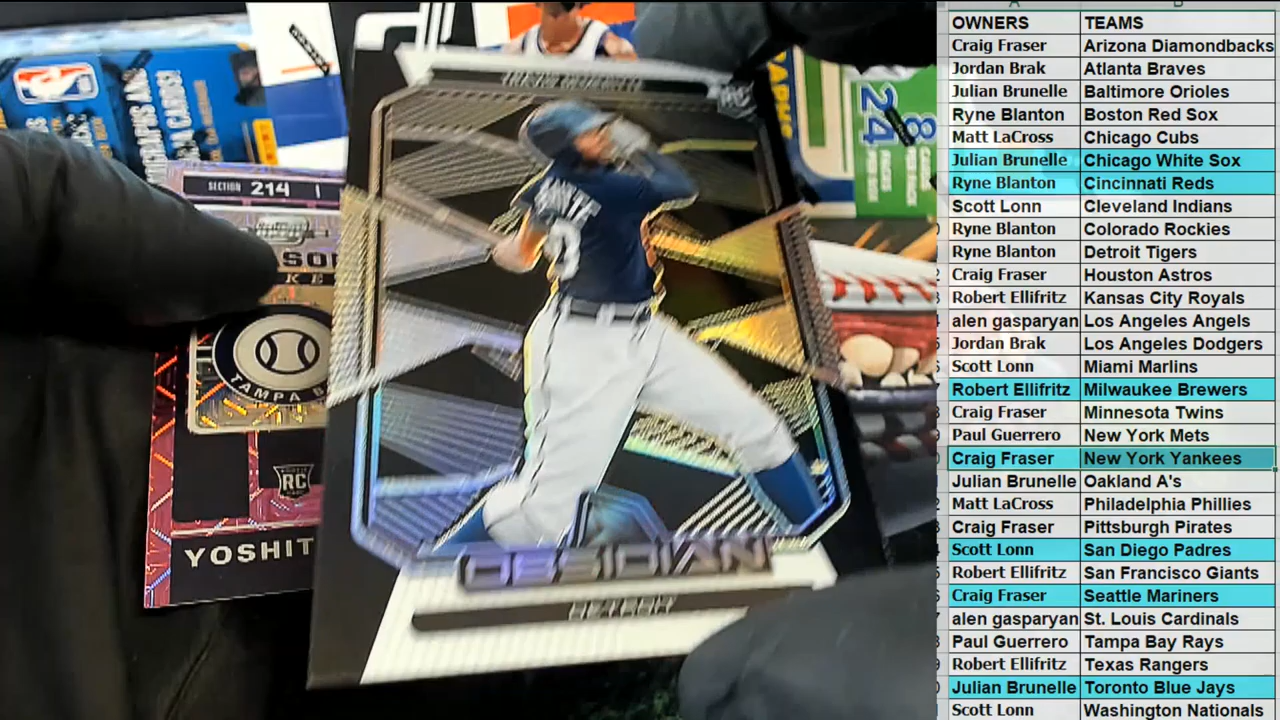 OWNERS TEAMS
Craig Fraser Arizona Diamondbacks
Jordan Brak Atlanta Braves
Julian Brunelle Baltimore Orioles
Ryne Blanton Boston Red Sox
Matt LaCross Chicago Cubs
Julian Brunelle Chicago White Sox
Ryne Blanton Cincinnati Reds
Scott Lonn Cleveland Indians
Ryne Blanton Colorado Rockies
Ryne Blanton Detroit Tigers
Craig Fraser Houston Astros
Robert Ellifritz Kansas City Royals
alen gasparyan Los Angeles Angels
Jordan Brak Los Angeles Dodgers
Scott Lonn Miami Marlins
Robert Ellifritz Milwaukee Brewers
Craig Fraser Minnesota Twins
Paul Guerrero New York Mets
Craig Fraser New York Yankees
Julian Brunelle Oakland A's
Matt LaCross Philadelphia Phillies
Craig Fraser Pittsburgh Pirates
Scott Lonn San Diego Padres
Robert Ellifritz San Francisco Giants
Craig Fraser Seattle Mariners
alen gasparyan St. Louis Cardinals
Paul Guerrero Tampa Bay Rays
Robert Ellifritz Texas Rangers
Julian Brunelle Toronto Blue Jays
Scott Lonn Washington Nationals
NBA
SECTION 214
TAMPA B
RC
YOSHIT
24
8
OBSIDIAN